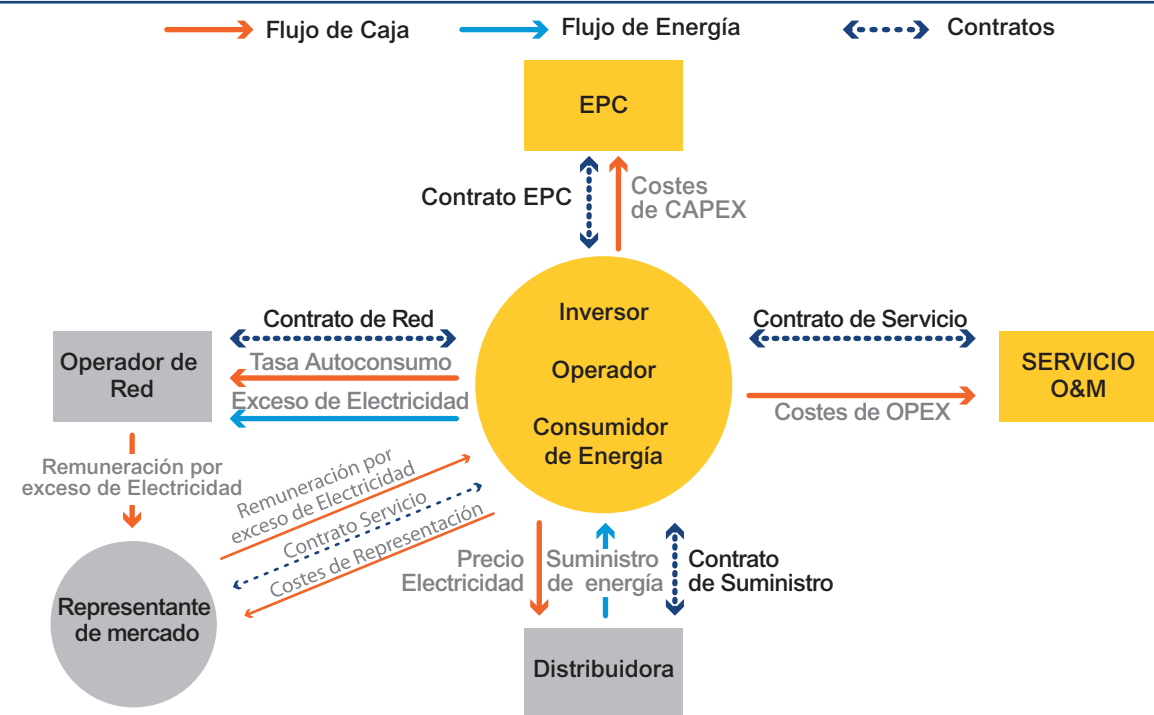 Flujo de Caja
Flujo de Energía
Contratos
EPC
Contrato EPC
Costes
de CAPEX
Inversor
Operador
Consumidor
de Energía
Contrato de Red
Tasa Autoconsumo
Exceso de Electricidad
Operador de
Red
Contrato de Servicio
Costes de OPEX
SERVICIO
O&M
Remuneración por
exceso de Electricidad
Remuneración por
exceso de Electricidad
Contrato Servicio
Costes de Representación
Representante
de mercado
Precio
Electricidad
Suministro
de energía
Contrato
de Suministro
Distribuidora